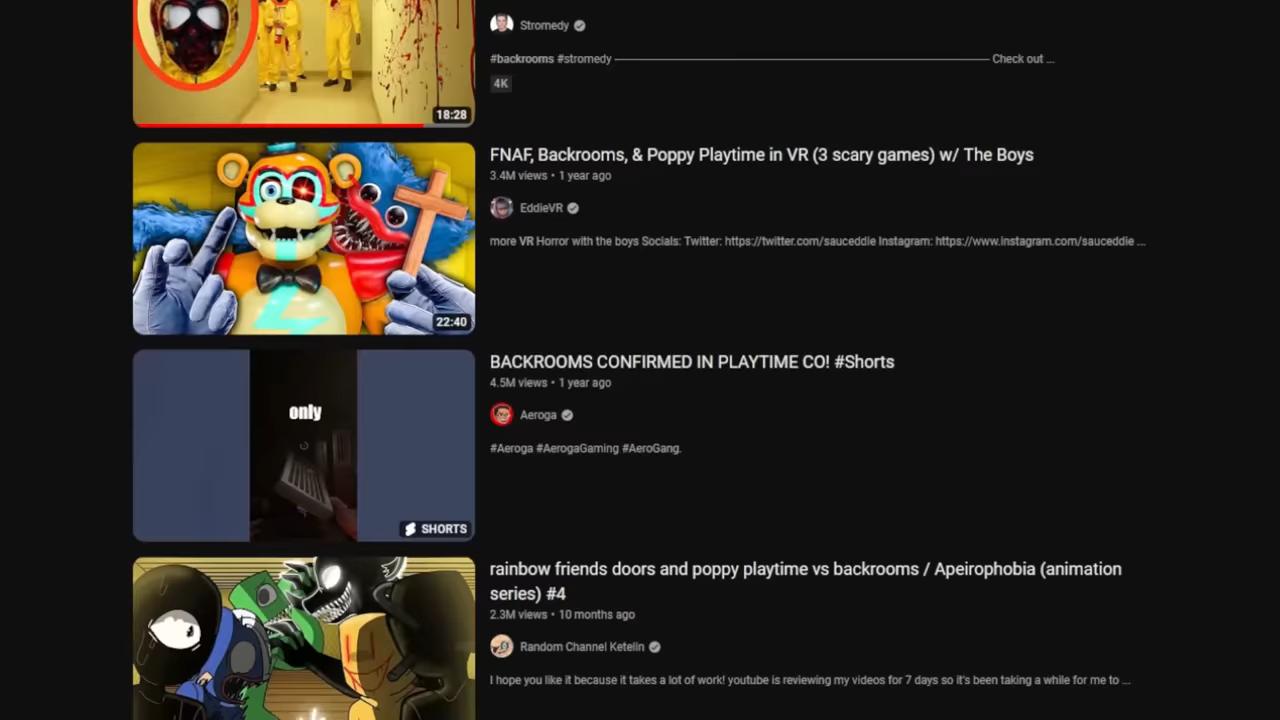 Stromedy
#backrooms #stromedy ——————————————————————— Check out ...
4K
18:28
FNAF, Backrooms, & Poppy Playtime in VR (3 scary games) w/ The Boys
3.4M views • 1 year ago
EddieVR
more VR Horror with the boys Socials: Twitter: https://twitter.com/sauceddie Instagram: https://www.instagram.com/sauceddie ...
22:40
BACKROOMS CONFIRMED IN PLAYTIME CO! #Shorts
4.5M views • 1 year ago
only
Aeroga
#Aeroga #AerogaGaming #AeroGang.
SHORTS
rainbow friends doors and poppy playtime vs backrooms / Apeirophobia (animation
series) #4
2.3M views • 10 months ago
Random Channel Ketelin
I hope you like it because it takes a lot of work! youtube is reviewing my videos for 7 days so it's been taking a while for me to ...